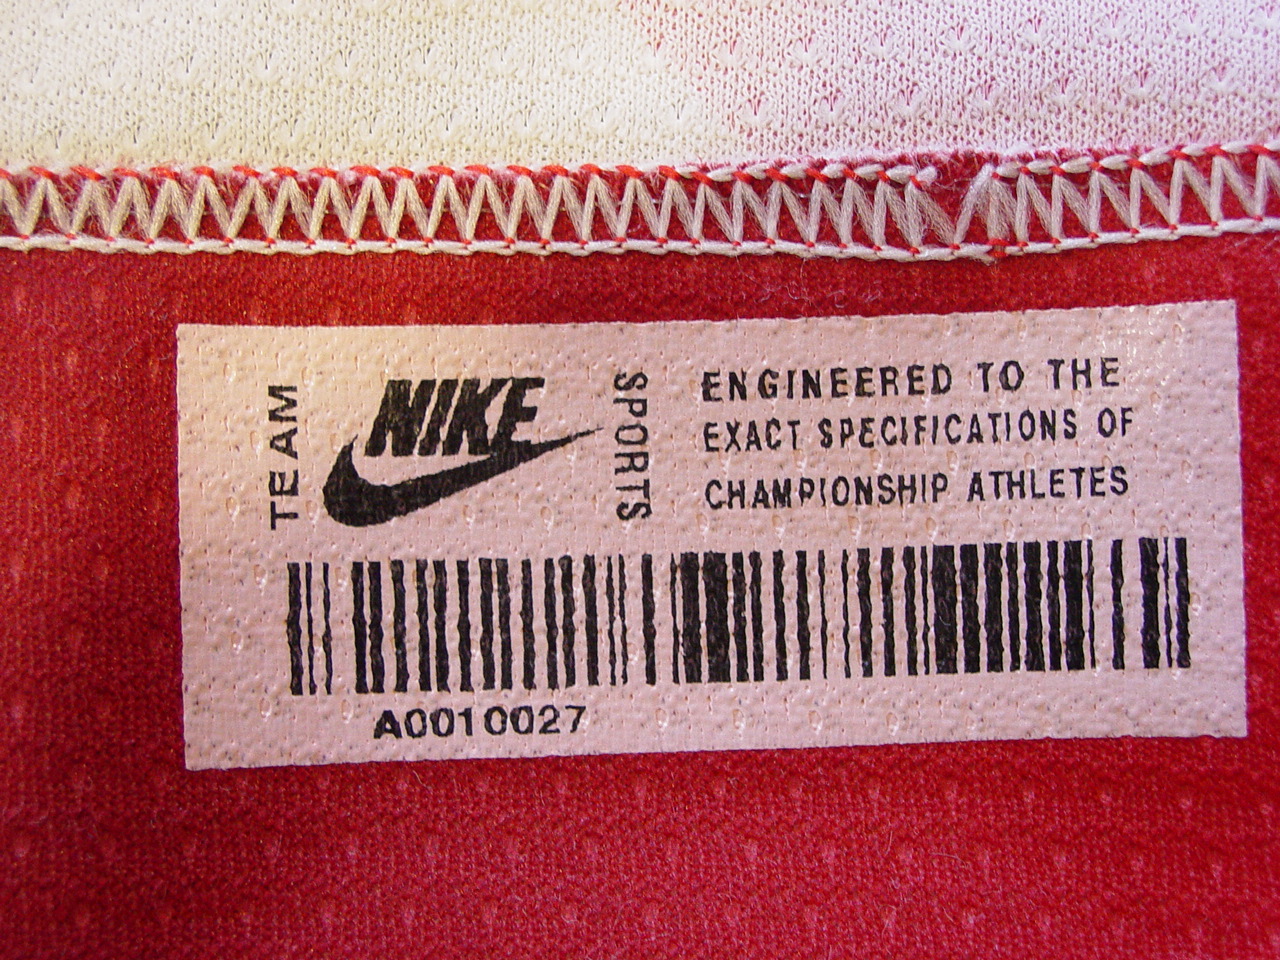 TEAM
NIKE
SPORTS
ENGINEERED TO THE
EXACT SPECIFICATIONS OF
CHAMPIONSHIP ATHLETES
A0010027